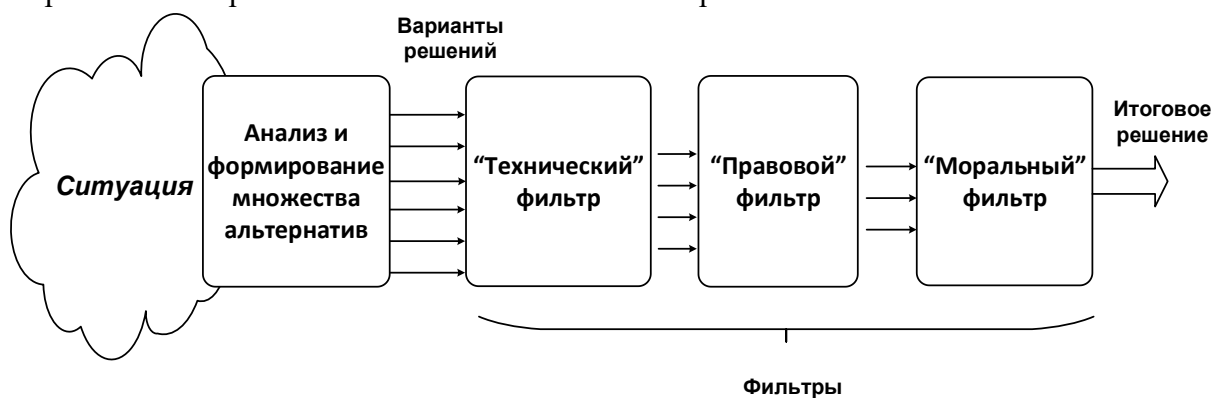 Варианты
решений
Ситуация
Анализ и
формирование
множества
альтернатив
“Технический”
фильтр
“Правовой”
фильтр
“Моральный”
фильтр
Итоговое
решение
Фильтры